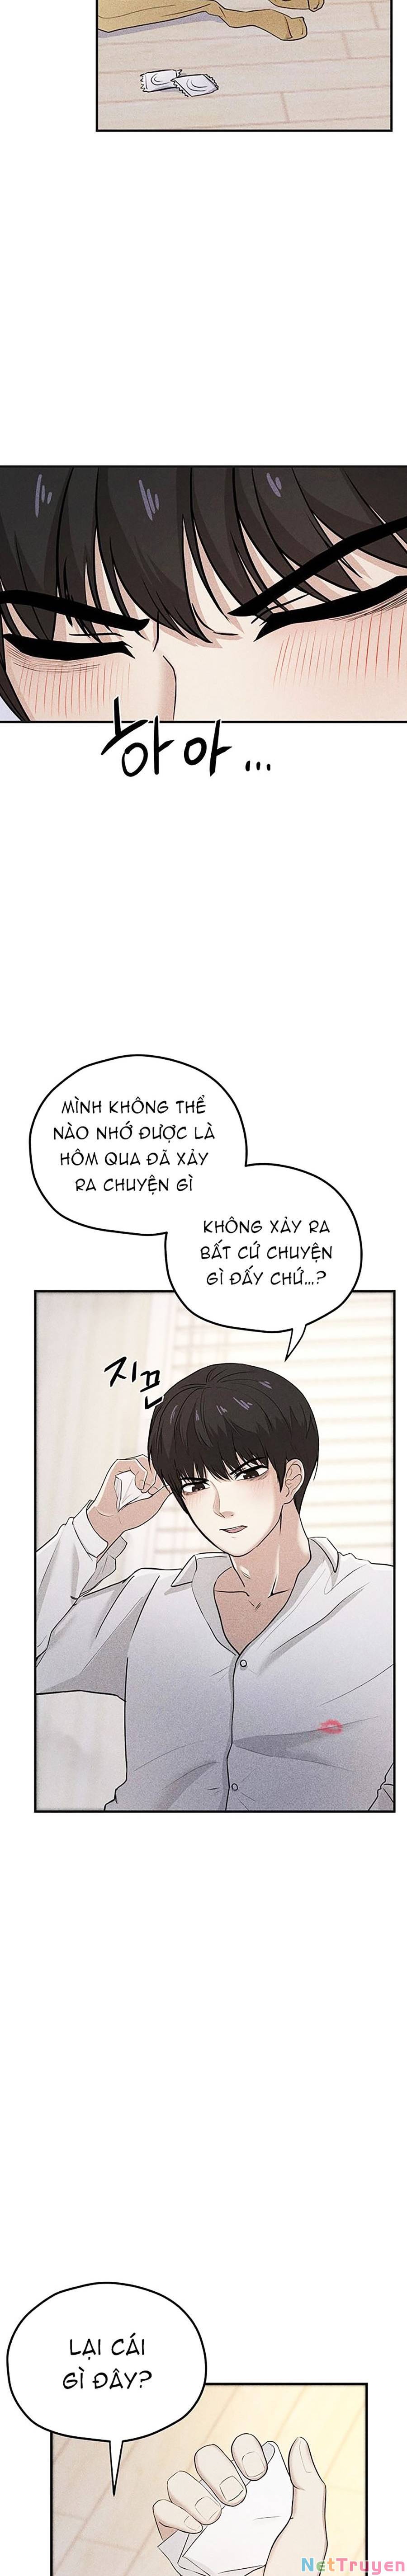 하아...
MÌNH KHÔNG THỂ
NÀO NHỚ ĐƯỢC LÀ
HÔM QUA ĐÃ XẢY
RA CHUYỆN GÌ
KHÔNG XẢY RA
BẤT CỨ CHUYỆN
GÌ ĐẤY CHỨ...?
지끈
LẠI CÁI
GÌ ĐÂY?
NetTruyen